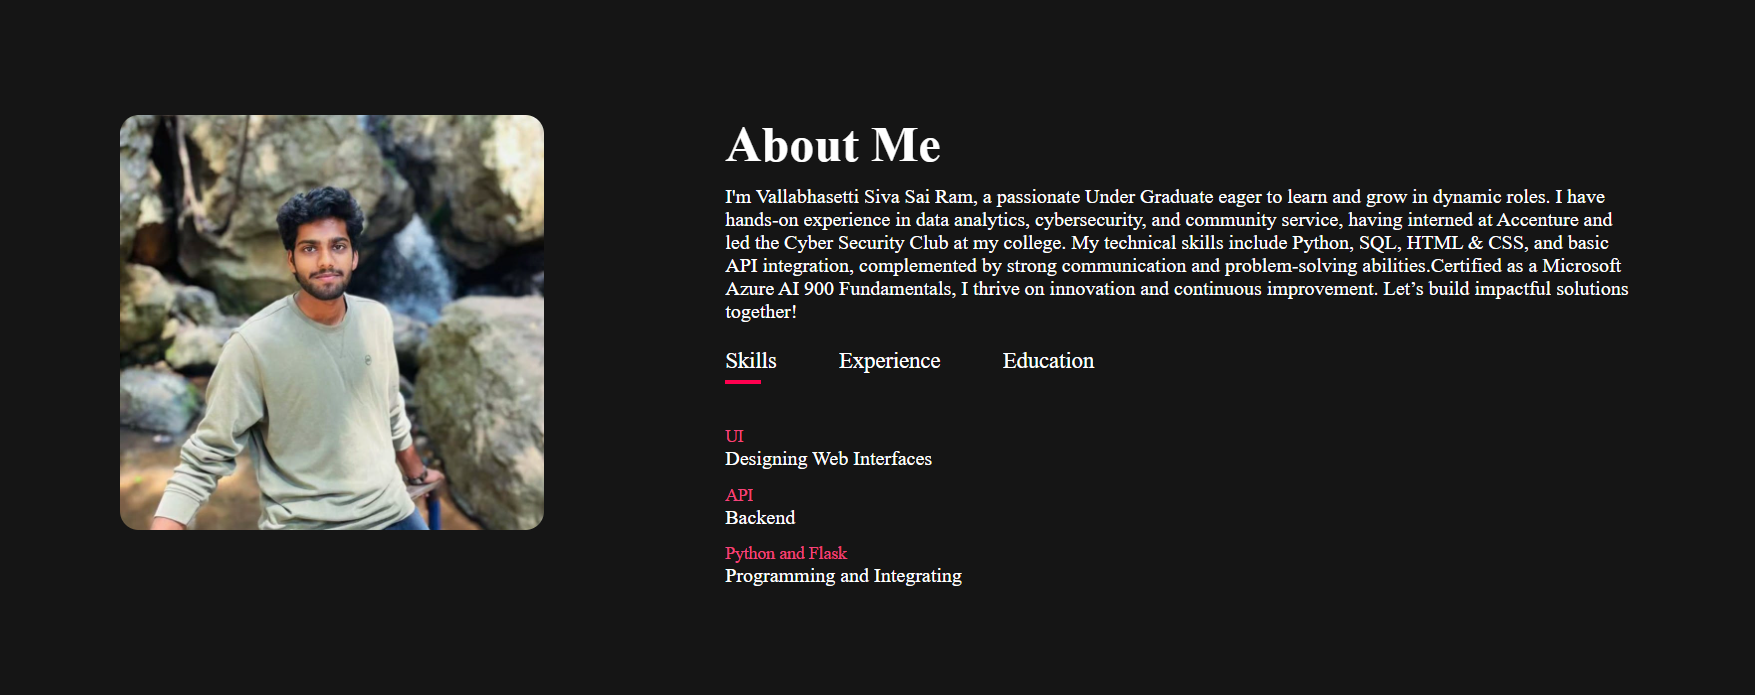 About Me
I'm Vallabhasetti Siva Sai Ram, a passionate Under Graduate eager to learn and grow in dynamic roles. I have
hands-on experience in data analytics, cybersecurity, and community service, having interned at Accenture and
led the Cyber Security Club at my college. My technical skills include Python, SQL, HTML & CSS, and basic
API integration, complemented by strong communication and problem-solving abilities.Certified as a Microsoft
Azure AI 900 Fundamentals, I thrive on innovation and continuous improvement. Let’s build impactful solutions
together!
Skills Experience Education
UI
Designing Web Interfaces
API
Backend
Python and Flask
Programming and Integrating